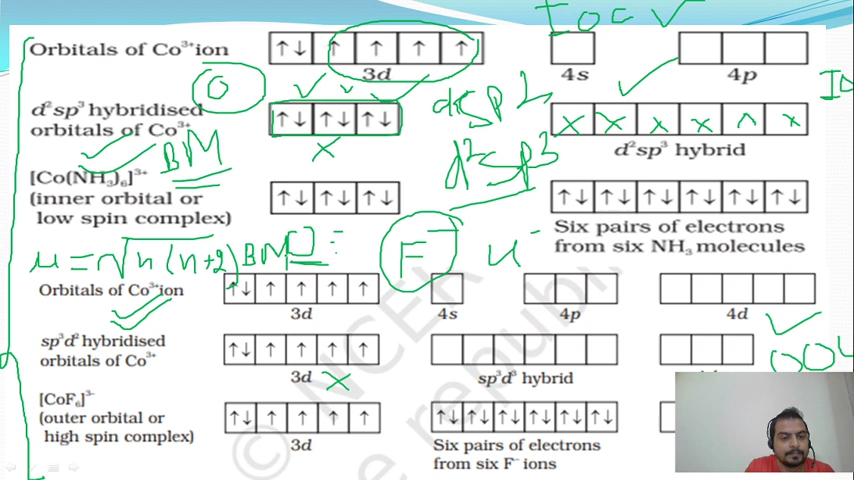 Orbitals of Co³⁺ion
3d
4s
4p
O
d²sp³ hybridised
orbitals of Co³⁺
d²sp³ hybrid
d²sp³
BM
[Co(NH₃)₆]³⁺
(inner orbital or
low spin complex)
Six pairs of electrons
from six NH₃ molecules
μ = √n(n+2) BM
F⁻
Orbitals of Co³⁺ion
3d
4s
4p
4d
sp³d² hybridised
orbitals of Co³⁺
3d
sp³d³ hybrid
[CoF₆]³⁻
(outer orbital or
high spin complex)
3d
Six pairs of electrons
from six F⁻ ions
© NCERT
republi